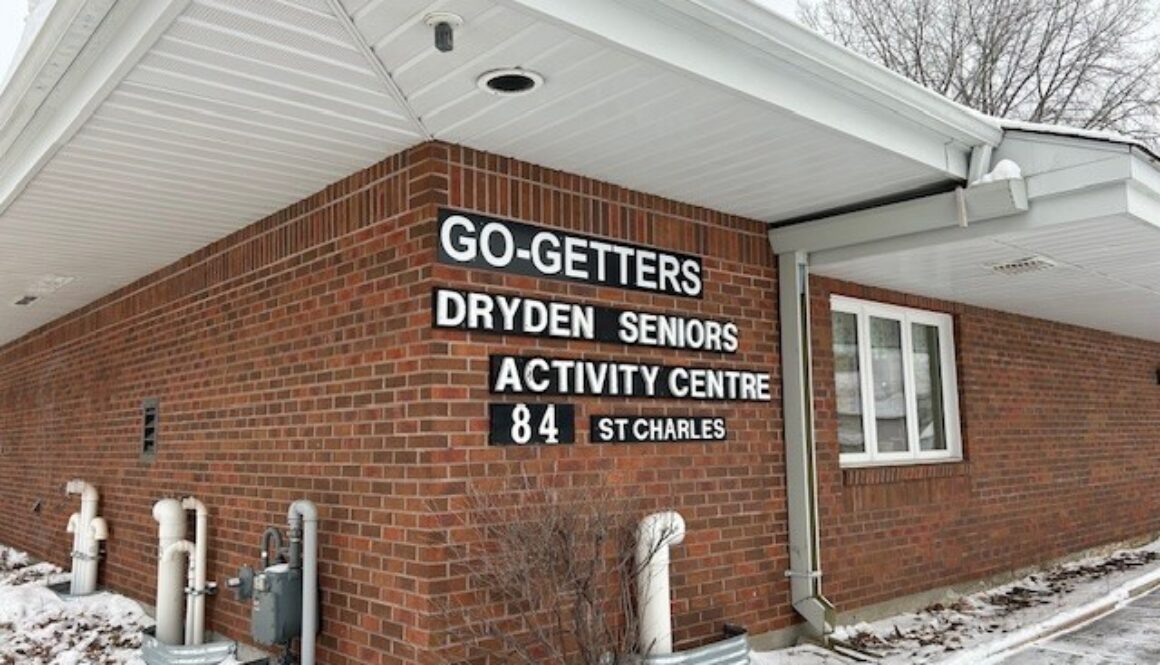 GO-GETTERS
DRYDEN SENIORS
ACTIVITY CENTRE
84 ST CHARLES